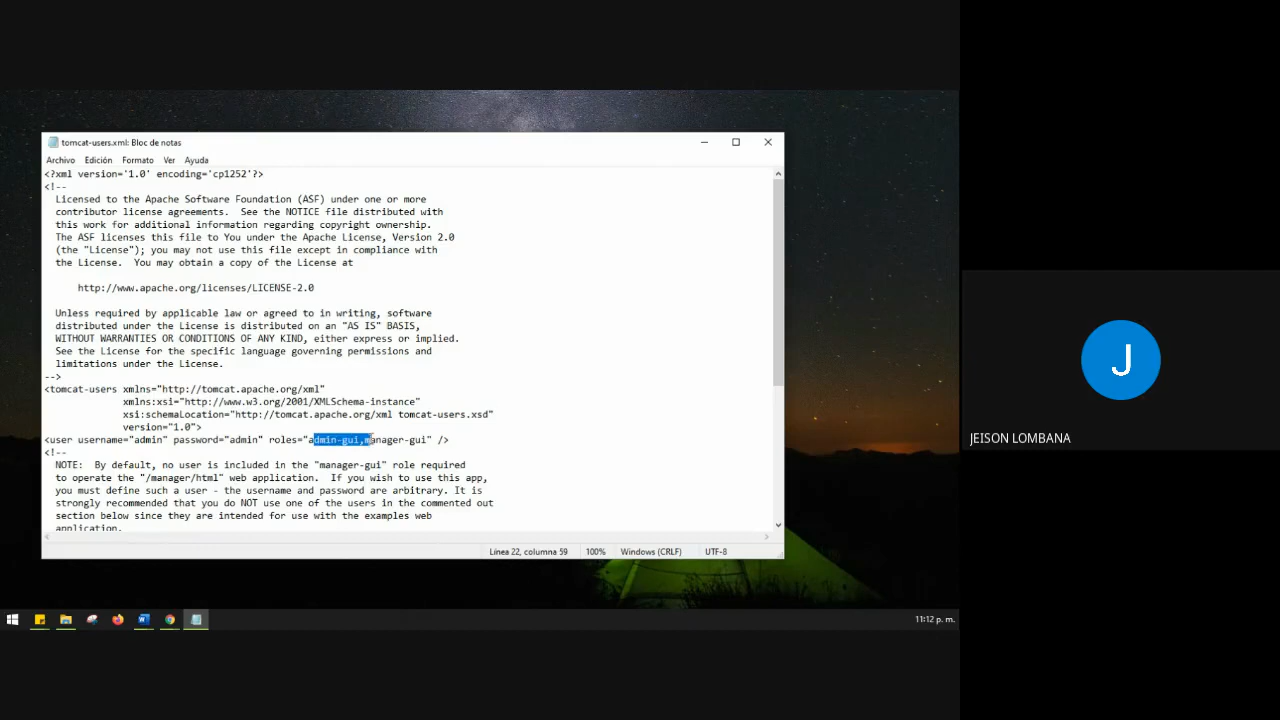 tomcat-users.xml: Bloc de notas
Archivo Edición Formato Ver Ayuda
<?xml version='1.0' encoding='cp1252'?>
<!--
Licensed to the Apache Software Foundation (ASF) under one or more
contributor license agreements. See the NOTICE file distributed with
this work for additional information regarding copyright ownership.
The ASF licenses this file to You under the Apache License, Version 2.0
(the "License"); you may not use this file except in compliance with
the License. You may obtain a copy of the License at
http://www.apache.org/licenses/LICENSE-2.0
Unless required by applicable law or agreed to in writing, software
distributed under the License is distributed on an "AS IS" BASIS,
WITHOUT WARRANTIES OR CONDITIONS OF ANY KIND, either express or implied.
See the License for the specific language governing permissions and
limitations under the License.
-->
<tomcat-users xmlns="http://tomcat.apache.org/xml"
xmlns:xsi="http://www.w3.org/2001/XMLSchema-instance"
xsi:schemaLocation="http://tomcat.apache.org/xml tomcat-users.xsd"
version="1.0">
<user username="admin" password="admin" roles="admin-gui,manager-gui" />
<!--
NOTE: By default, no user is included in the "manager-gui" role required
to operate the "/manager/html" web application. If you wish to use this app,
you must define such a user - the username and password are arbitrary. It is
strongly recommended that you do NOT use one of the users in the commented out
section below since they are intended for use with the examples web
application.
Línea 22, columna 59 100% Windows (CRLF) UTF-8
11:12 p. m.
J
JEISON LOMBANA